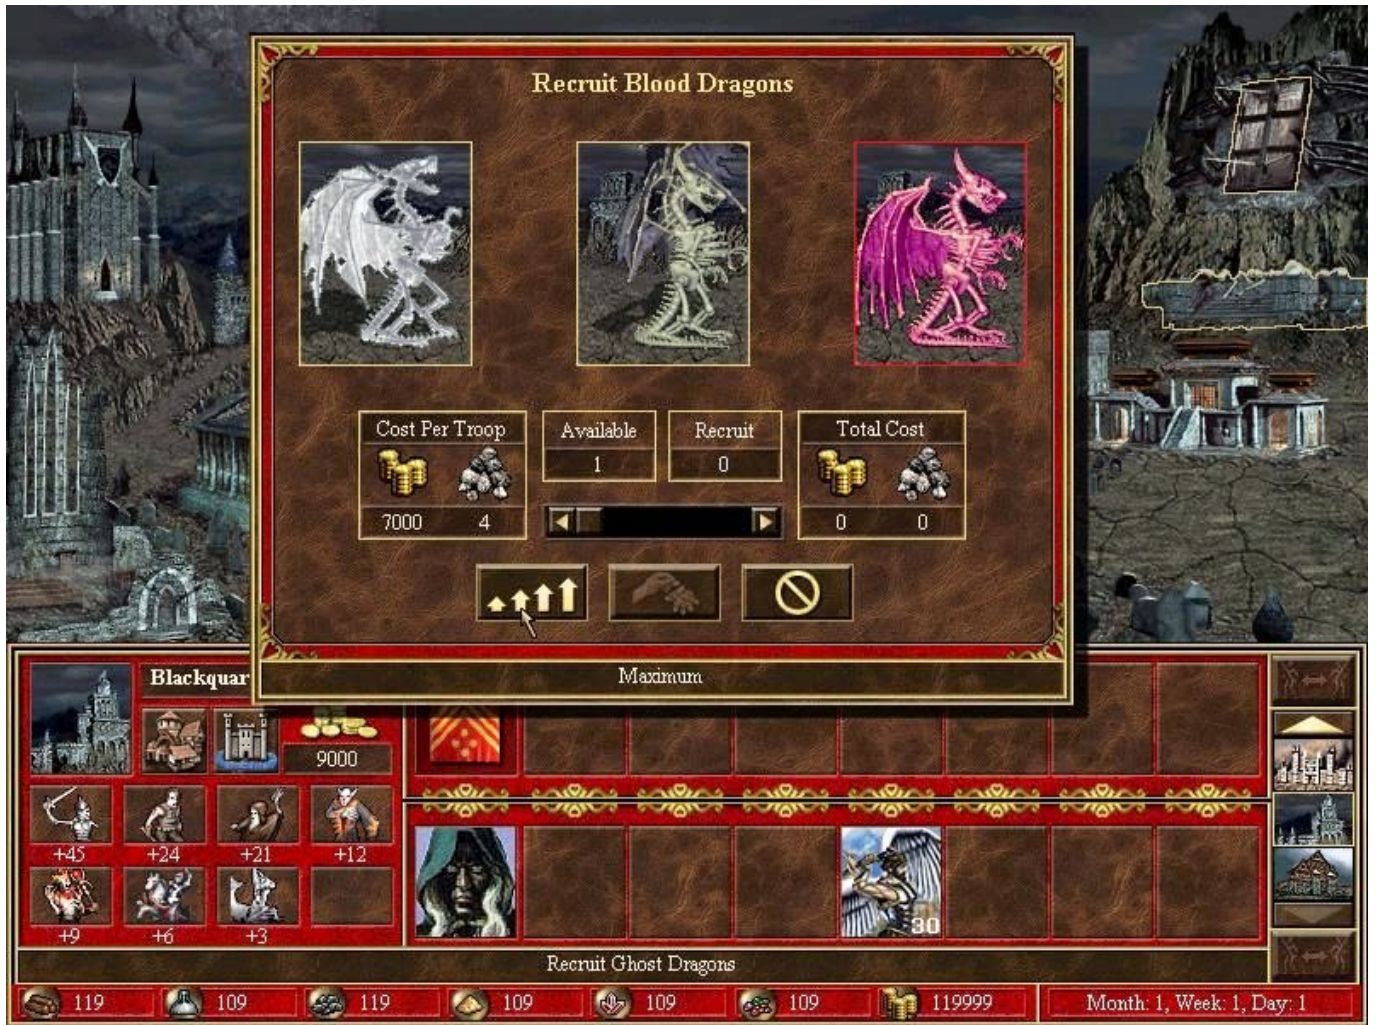 Recruit Blood Dragons
Cost Per Troop
Available
Recruit
Total Cost
1
0
7000 4
0 0
Maximum
Blackquar
9000
+45 +24 +21 +12
+9 +6 +3
30
Recruit Ghost Dragons
119 109 119 109 109 109 119999 Month: 1, Week: 1, Day: 1